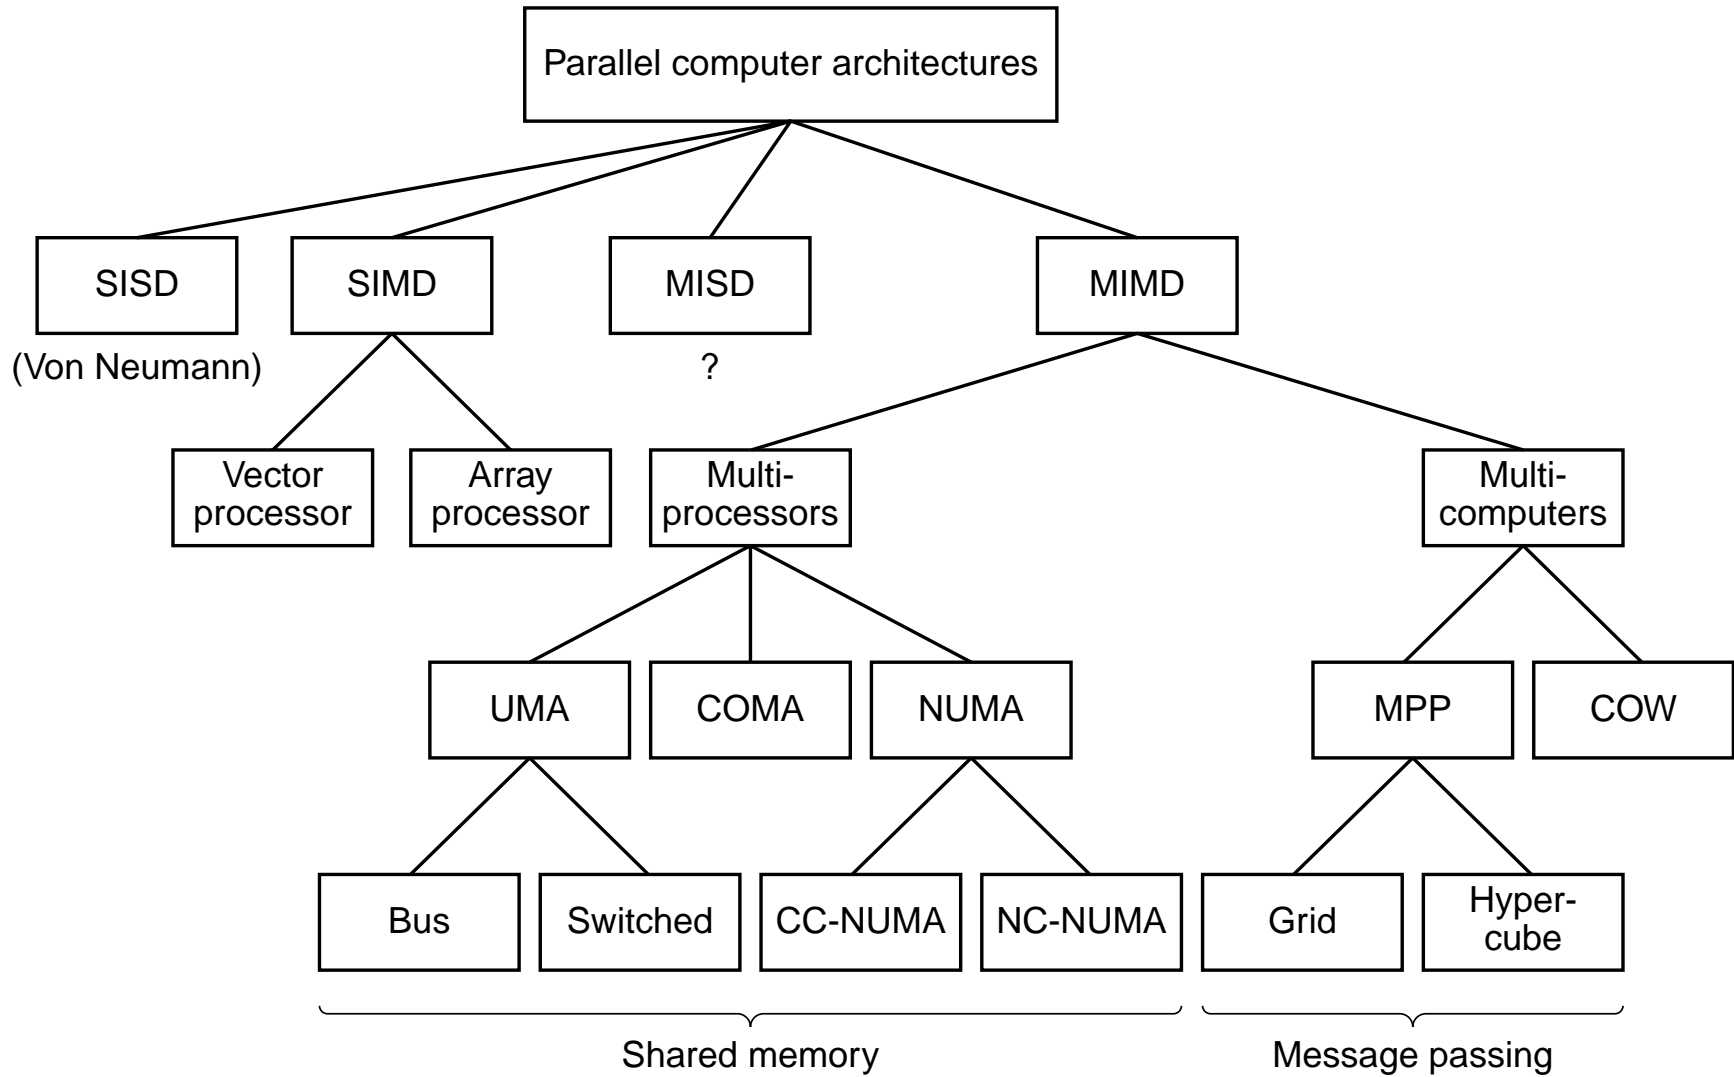 Parallel computer architectures
SISD
SIMD
MISD
MIMD
(Von Neumann)
?
Vector
processor
Array
processor
Multi-
processors
Multi-
computers
UMA
COMA
NUMA
MPP
COW
Bus
Switched
CC-NUMA
NC-NUMA
Grid
Hyper-
cube
Shared memory
Message passing